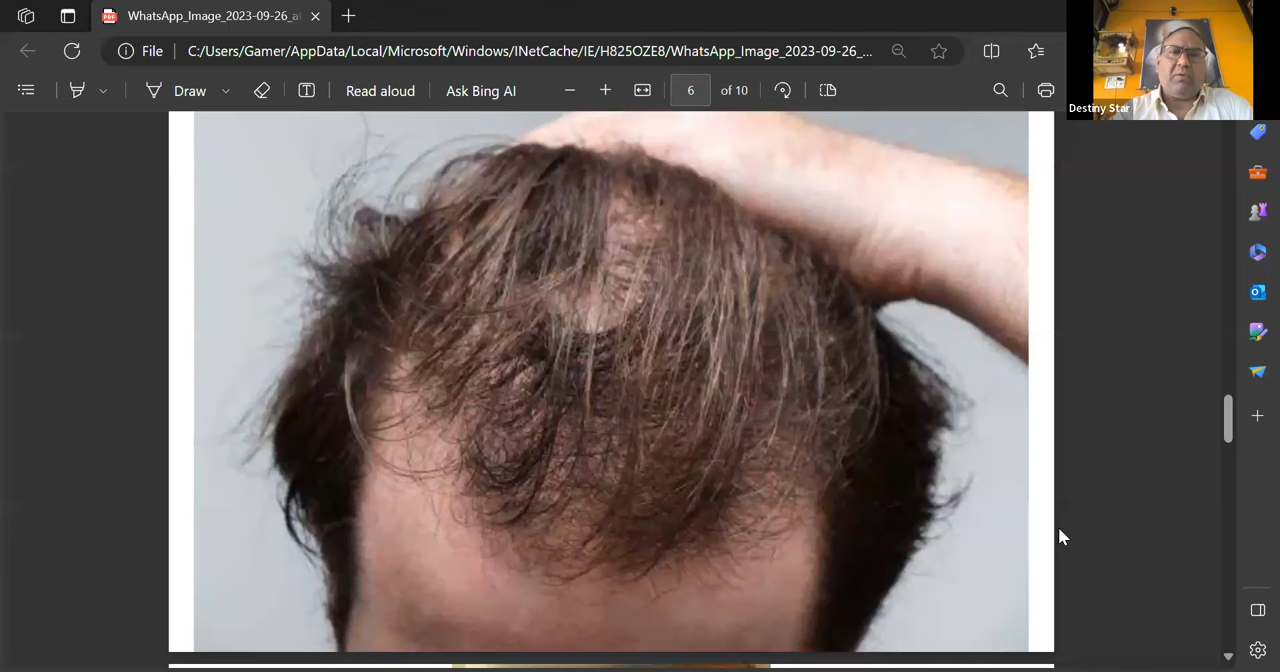 WhatsApp_Image_2023-09-26_a
File
C:/Users/Gamer/AppData/Local/Microsoft/Windows/INetCache/IE/H825OZE8/WhatsApp_Image_2023-09-26_...
Draw
Read aloud
Ask Bing AI
6
of 10
Destiny Star